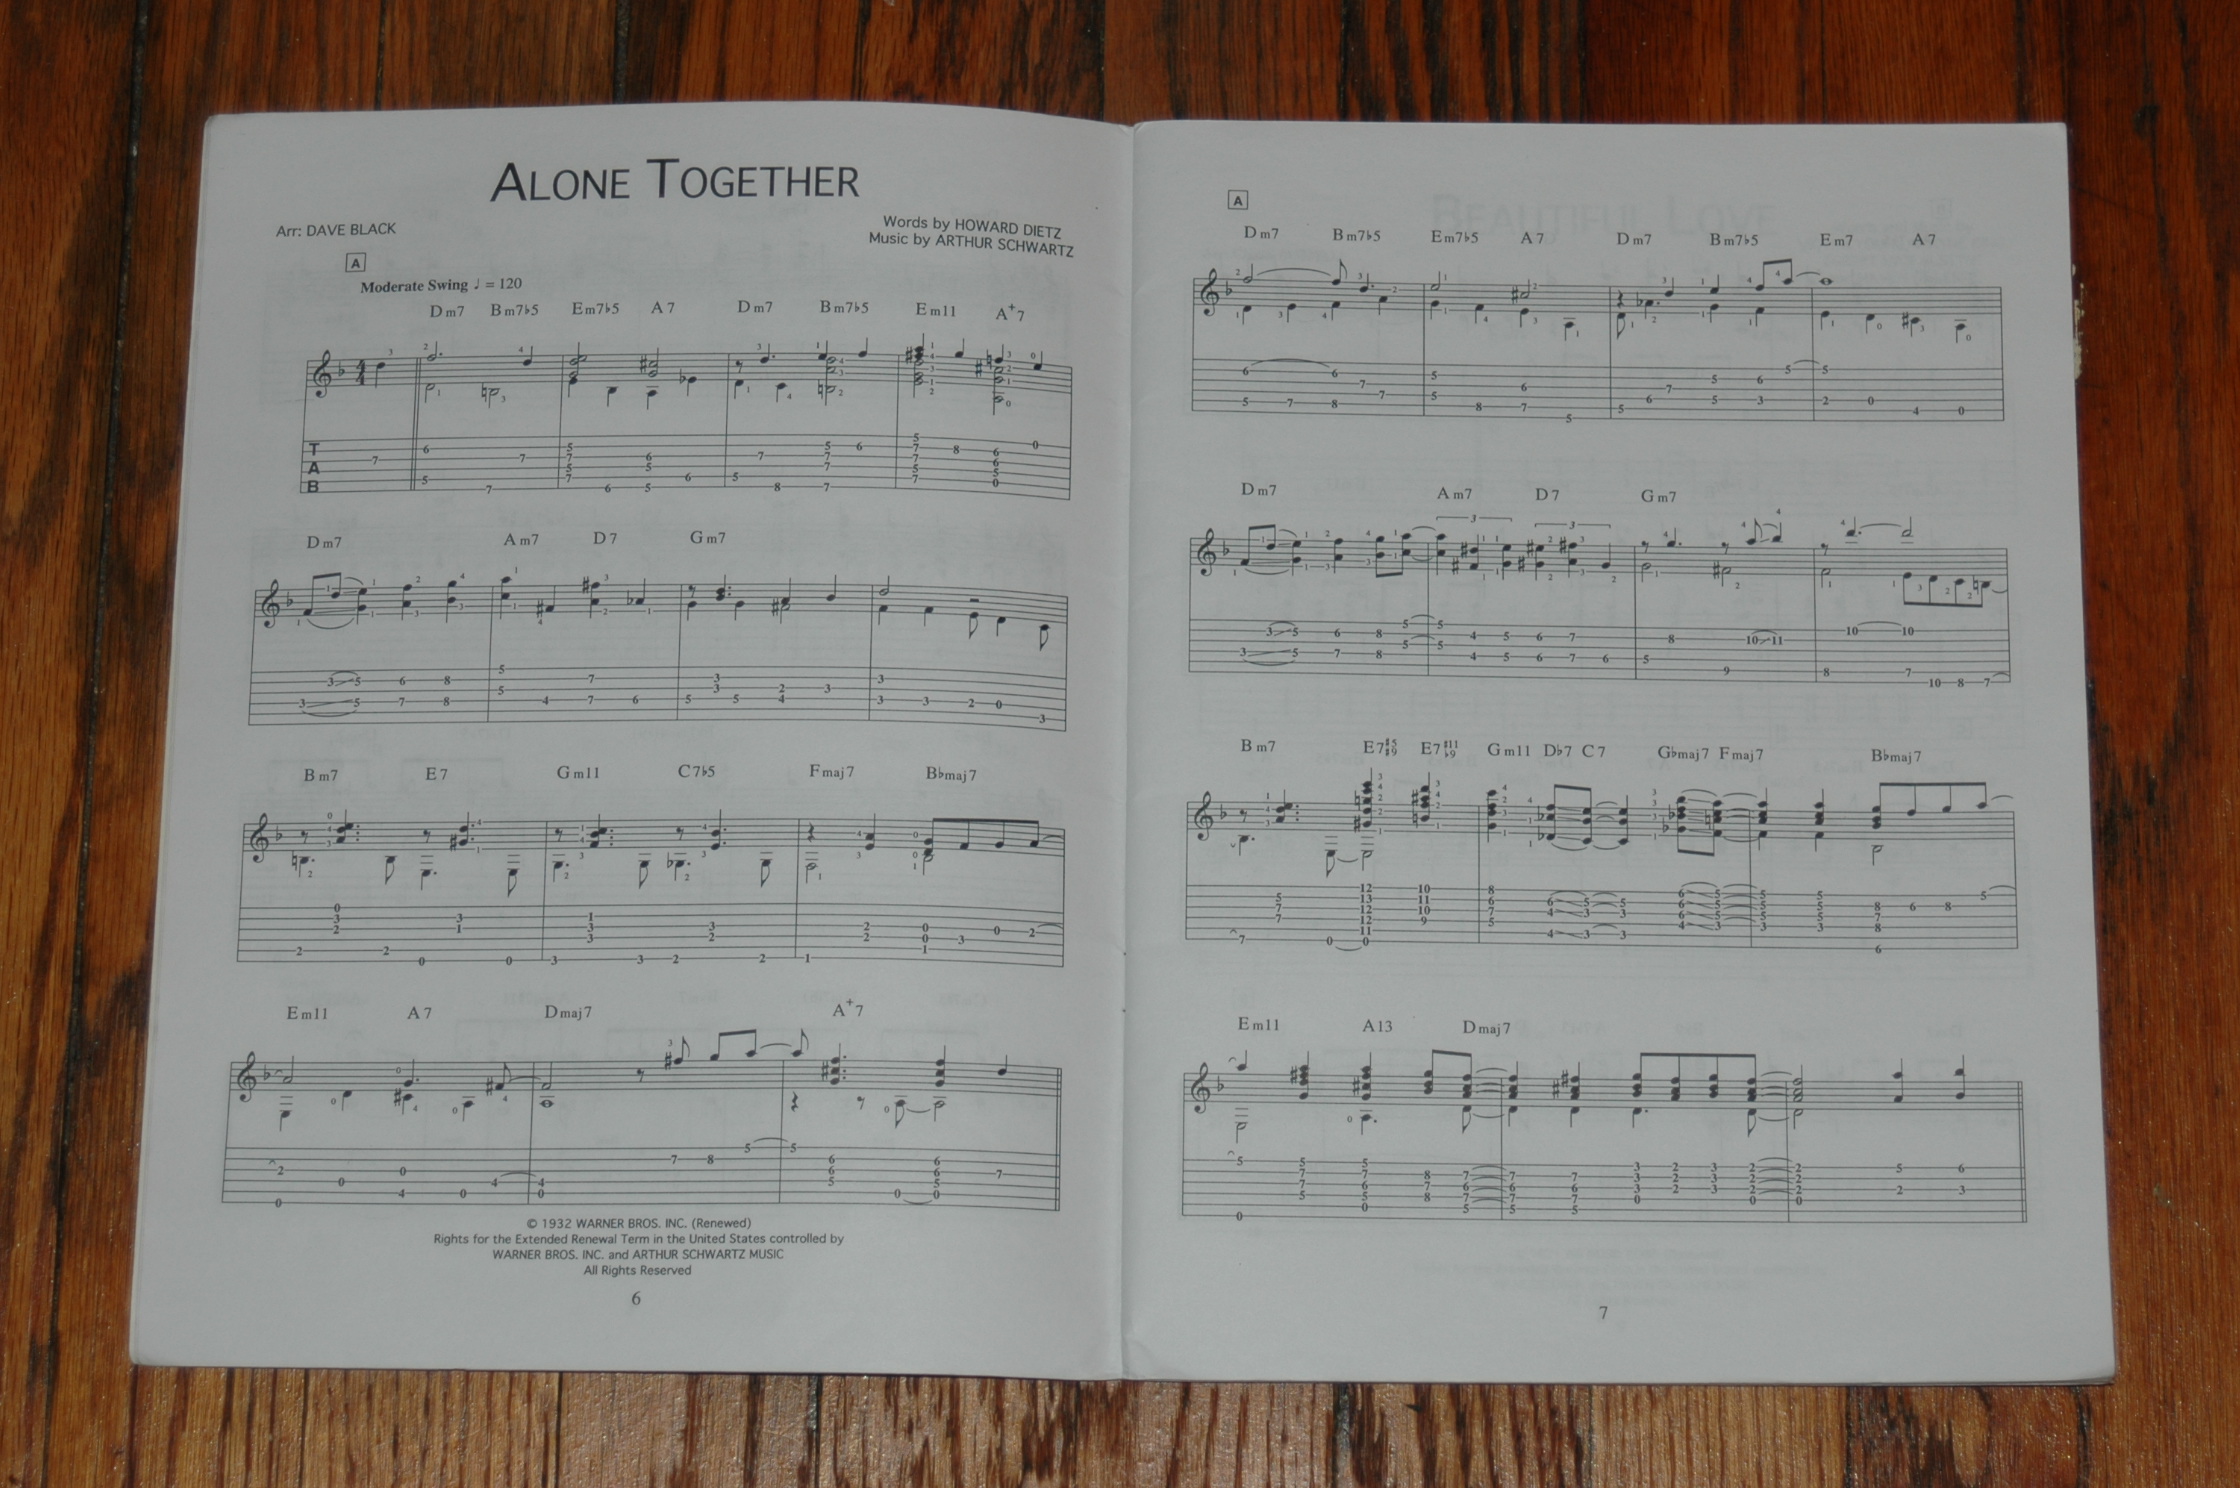 ALONE TOGETHER
Arr: DAVE BLACK
Words by HOWARD DIETZ
Music by ARTHUR SCHWARTZ
A
Moderate Swing ♩ = 120
Dm7 Bm7♭5 Em7♭5 A7 Dm7 Bm7♭5 Em11 A+7
Dm7 Am7 D7 Gm7
Bm7 E7 Gm11 C7♭5 Fmaj7 B♭maj7
Em11 A7 Dmaj7 A+7
© 1932 WARNER BROS. INC. (Renewed)
Rights for the Extended Renewal Term in the United States controlled by
WARNER BROS. INC. and ARTHUR SCHWARTZ MUSIC
All Rights Reserved
6
A
Dm7 Bm7♭5 Em7♭5 A7 Dm7 Bm7♭5 Em7 A7
Dm7 Am7 D7 Gm7
Bm7 E7♯5♯9 E7♯11♭9 Gm11 D♭7 C7 G♭maj7 Fmaj7 B♭maj7
Em11 A13 Dmaj7
7